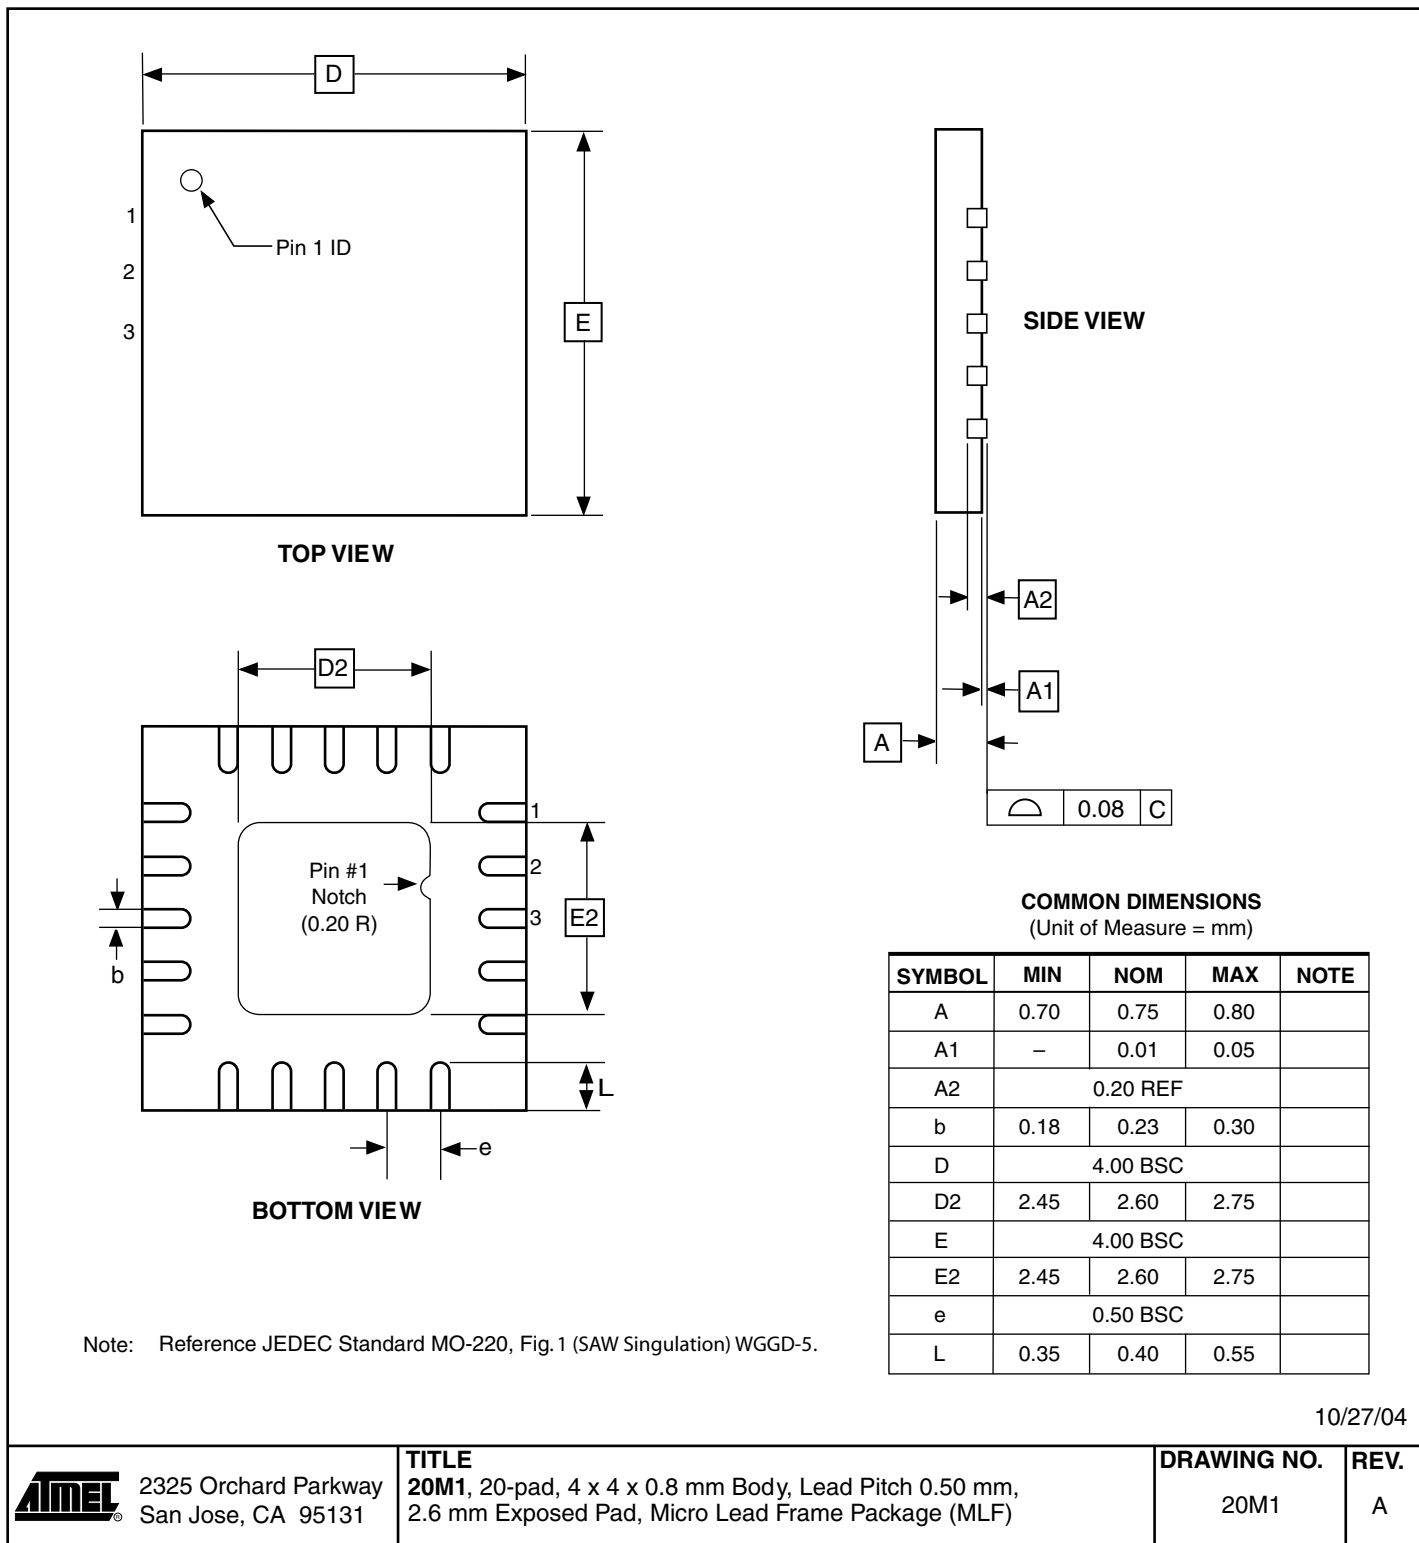 D
1
2
3
Pin 1 ID
E
TOP VIEW
SIDE VIEW
A2
A1
A
0.08 C
D2
1
2
3
Pin #1
Notch
(0.20 R)
E2
b
L
e
BOTTOM VIEW
COMMON DIMENSIONS
(Unit of Measure = mm)
SYMBOL MIN NOM MAX NOTE
A 0.70 0.75 0.80
A1 – 0.01 0.05
A2 0.20 REF
b 0.18 0.23 0.30
D 4.00 BSC
D2 2.45 2.60 2.75
E 4.00 BSC
E2 2.45 2.60 2.75
e 0.50 BSC
L 0.35 0.40 0.55
Note: Reference JEDEC Standard MO-220, Fig. 1 (SAW Singulation) WGGD-5.
10/27/04
ATMEL ®
2325 Orchard Parkway
San Jose, CA 95131
TITLE
20M1, 20-pad, 4 x 4 x 0.8 mm Body, Lead Pitch 0.50 mm,
2.6 mm Exposed Pad, Micro Lead Frame Package (MLF)
DRAWING NO.
20M1
REV.
A